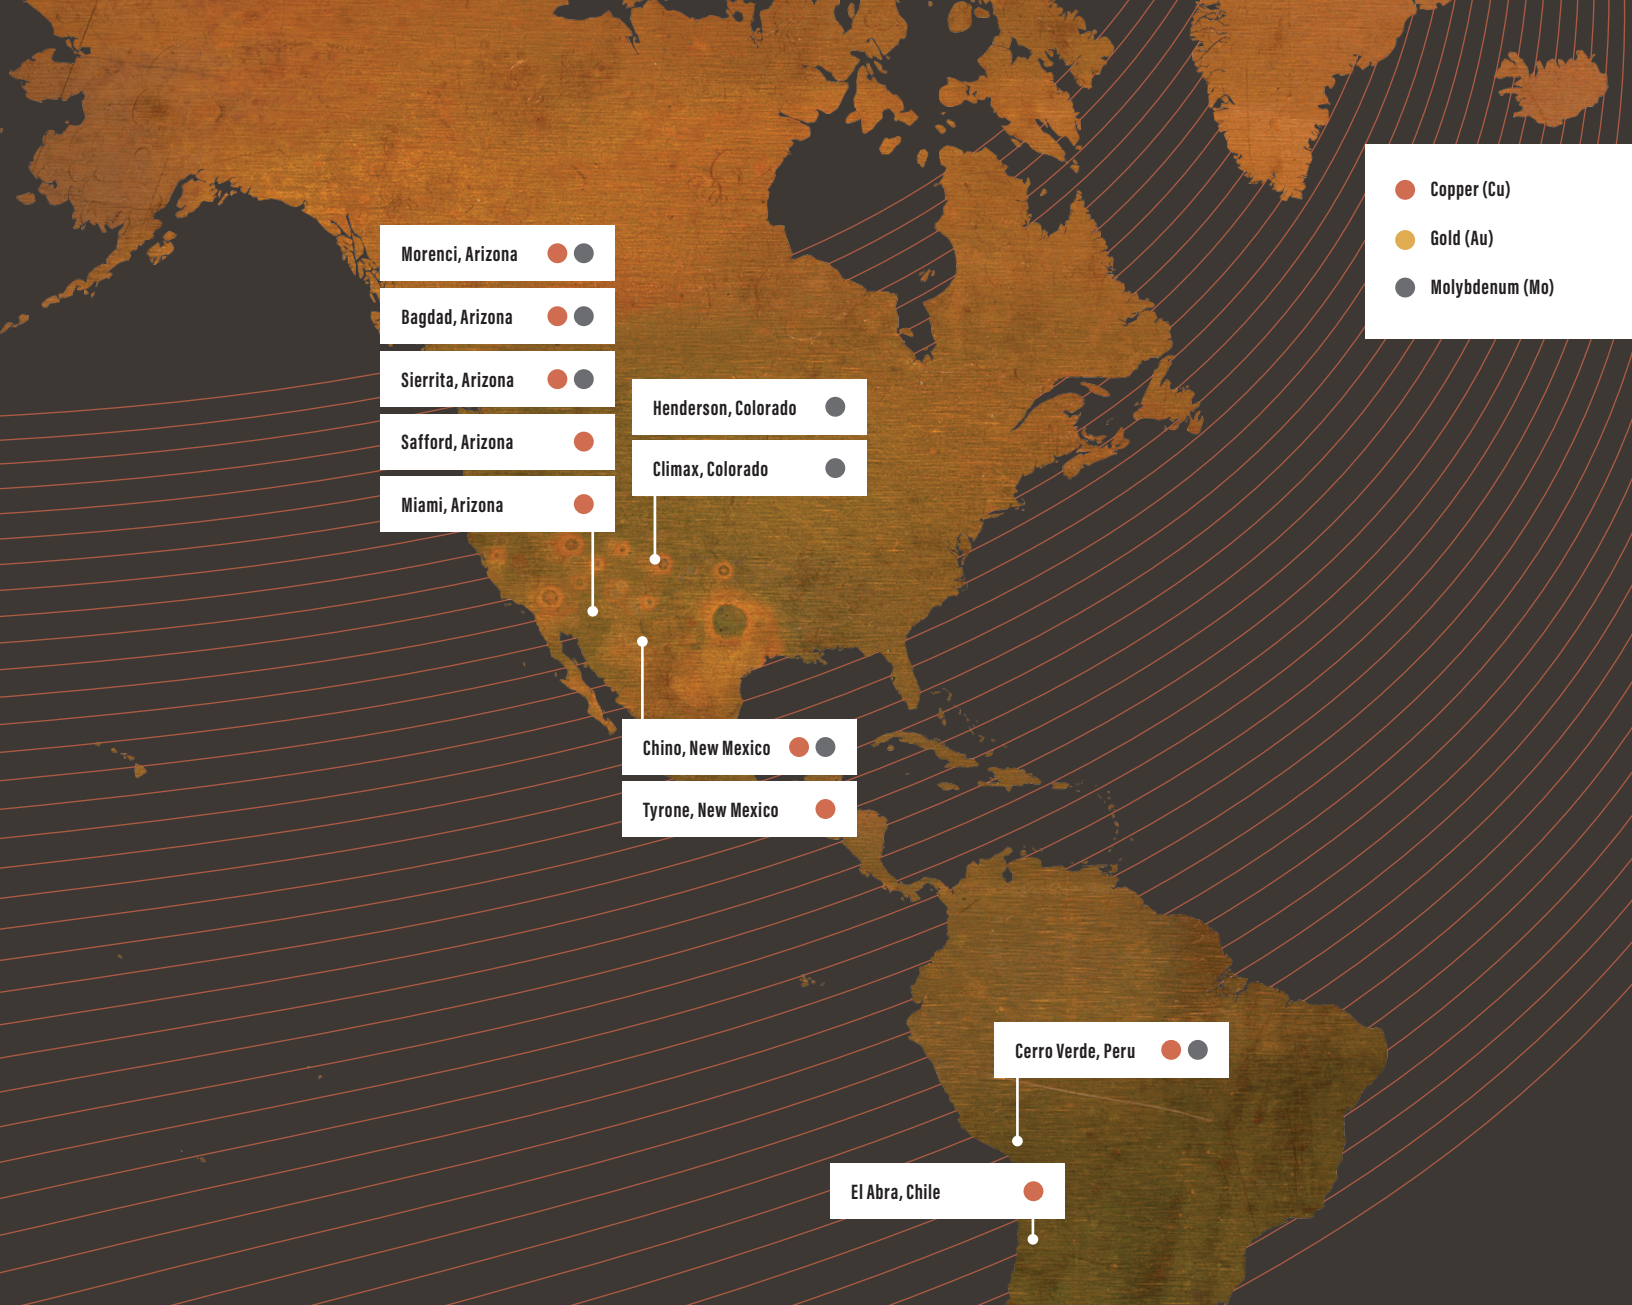 Copper (Cu)
Gold (Au)
Molybdenum (Mo)
Morenci, Arizona
Bagdad, Arizona
Sierrita, Arizona
Safford, Arizona
Miami, Arizona
Henderson, Colorado
Climax, Colorado
Chino, New Mexico
Tyrone, New Mexico
Cerro Verde, Peru
El Abra, Chile